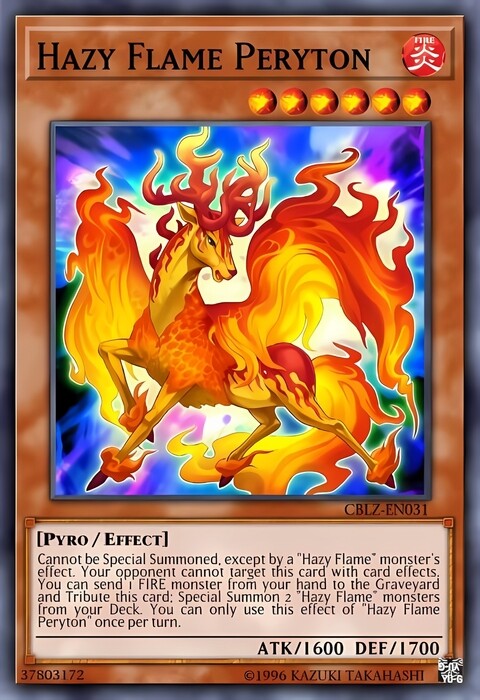 HAZY FLAME PERYTON
FIRE
炎
CBLZ-EN031
[PYRO / EFFECT]
Cannot be Special Summoned, except by a "Hazy Flame" monster's
effect. Your opponent cannot target this card with card effects.
You can send 1 FIRE monster from your hand to the Graveyard
and Tribute this card; Special Summon 2 "Hazy Flame" monsters
from your Deck. You can only use this effect of "Hazy Flame
Peryton" once per turn.
ATK/1600 DEF/1700
37803172
©1996 KAZUKI TAKAHASHI